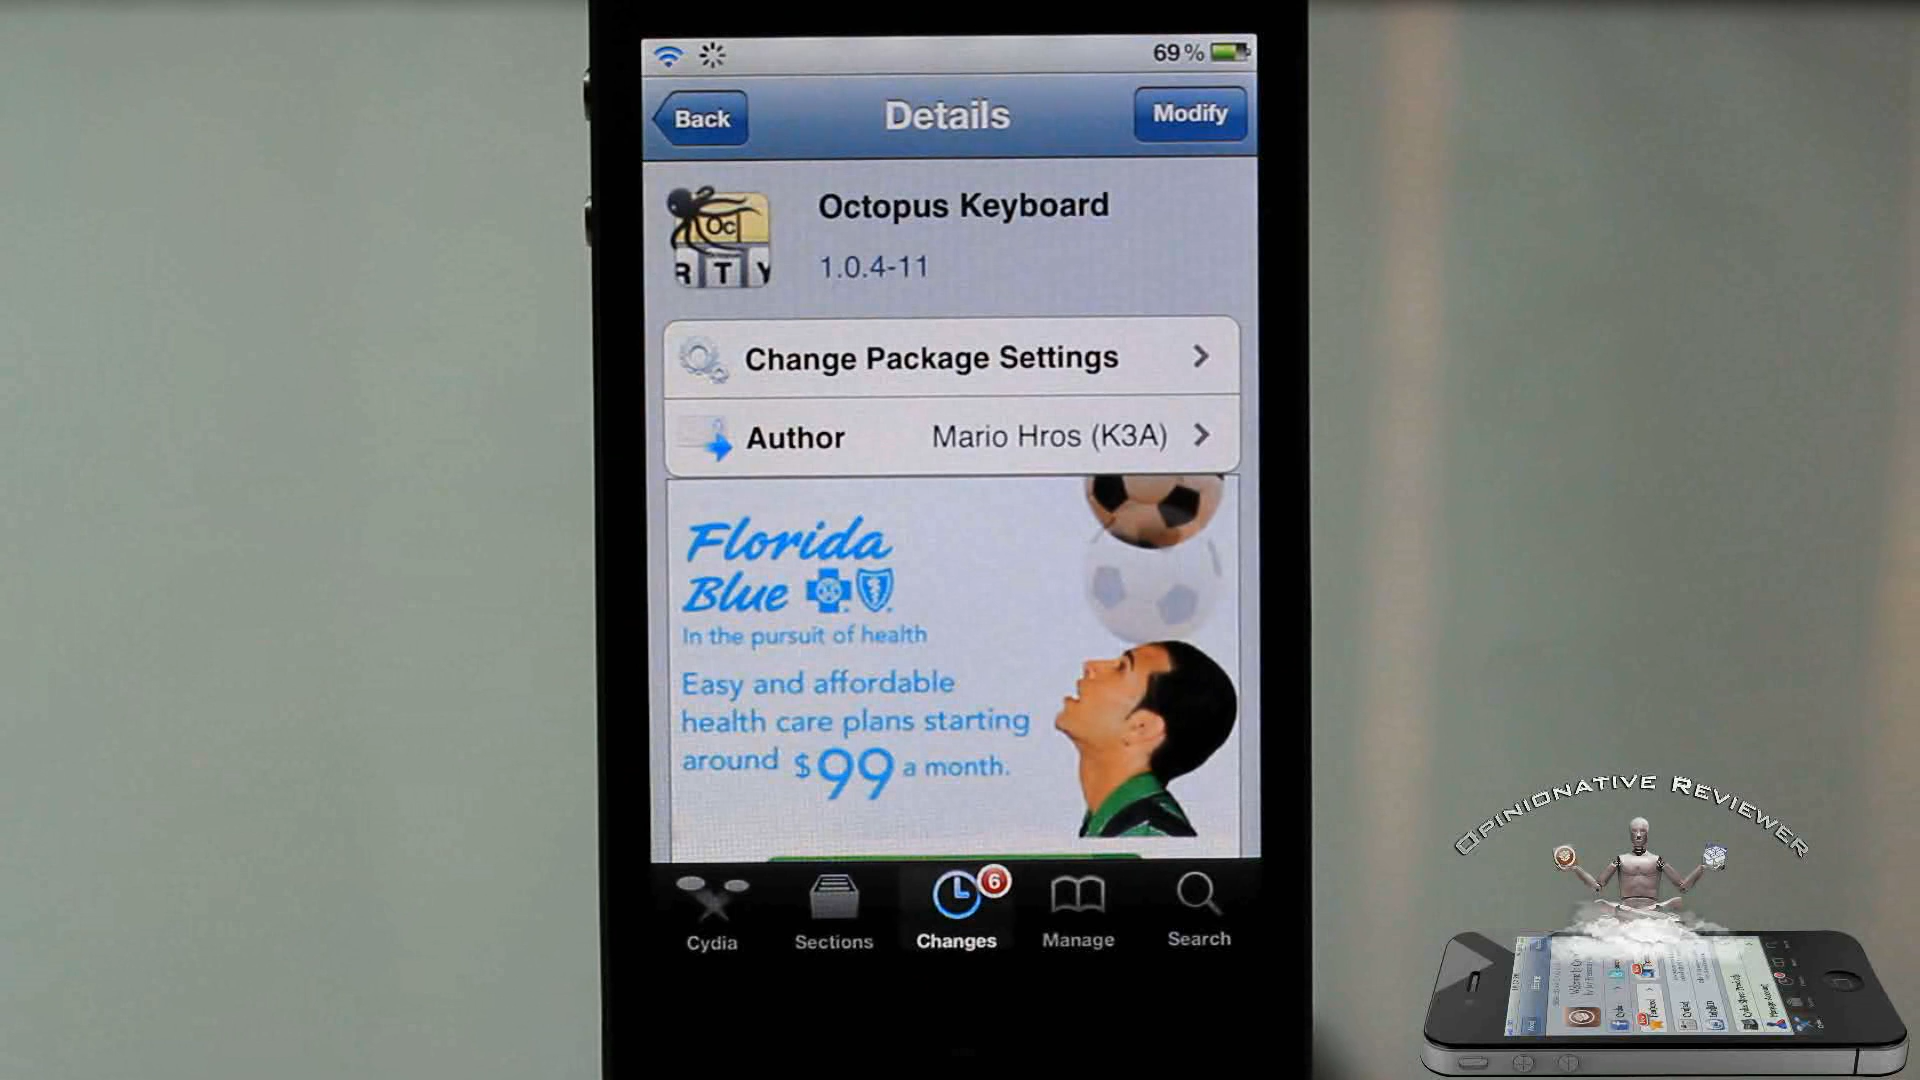 69%
Back
Details
Modify
Octopus Keyboard
1.0.4-11
Oc
R T Y
Change Package Settings
Author Mario Hros (K3A)
Florida
Blue
In the pursuit of health
Easy and affordable
health care plans starting
around $99 a month.
6
Cydia
Sections
Changes
Manage
Search
Opinionative Reviewer